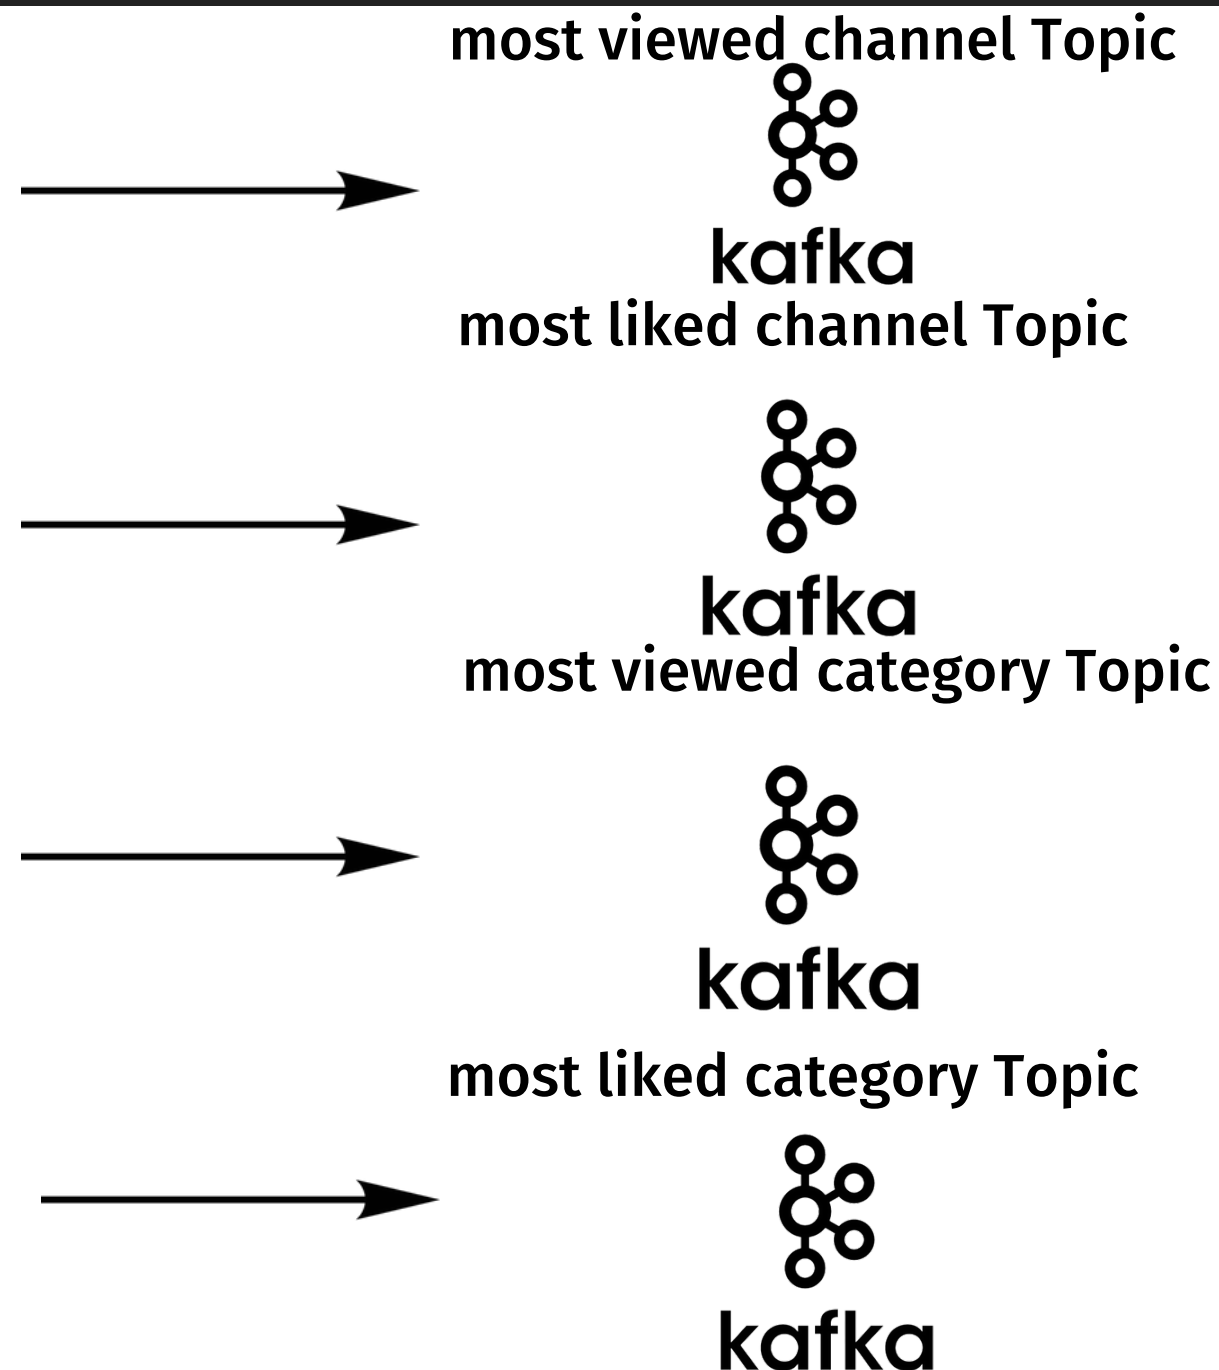 most viewed channel Topic
kafka
most liked channel Topic
kafka
most viewed category Topic
kafka
most liked category Topic
kafka